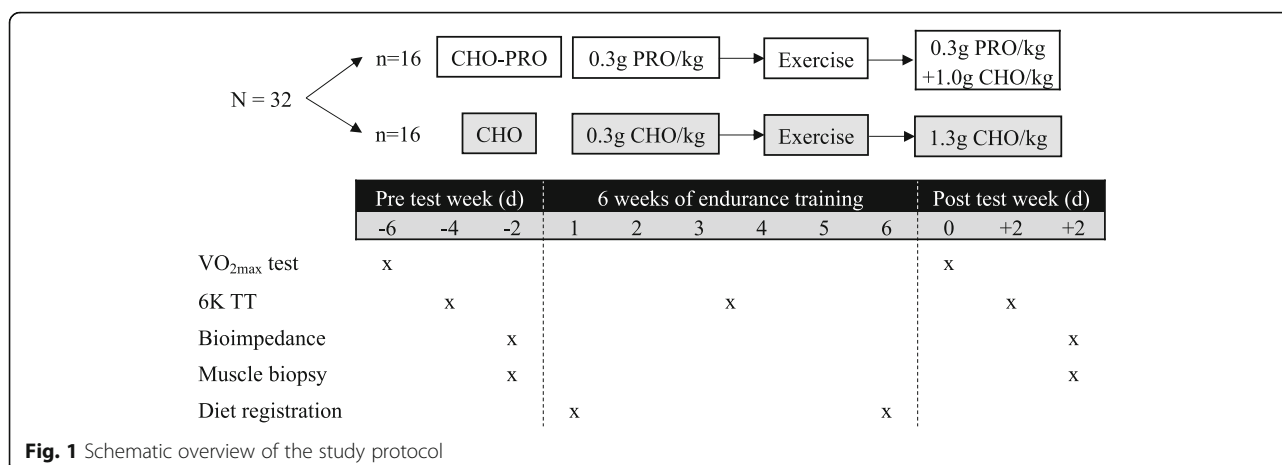 n=16 CHO-PRO 0.3g PRO/kg Exercise 0.3g PRO/kg
+1.0g CHO/kg
N = 32
n=16 CHO 0.3g CHO/kg Exercise 1.3g CHO/kg
Pre test week (d) 6 weeks of endurance training Post test week (d)
-6 -4 -2 1 2 3 4 5 6 0 +2 +2
VO2max test x x
6K TT x x x
Bioimpedance x x
Muscle biopsy x x
Diet registration x x
Fig. 1 Schematic overview of the study protocol